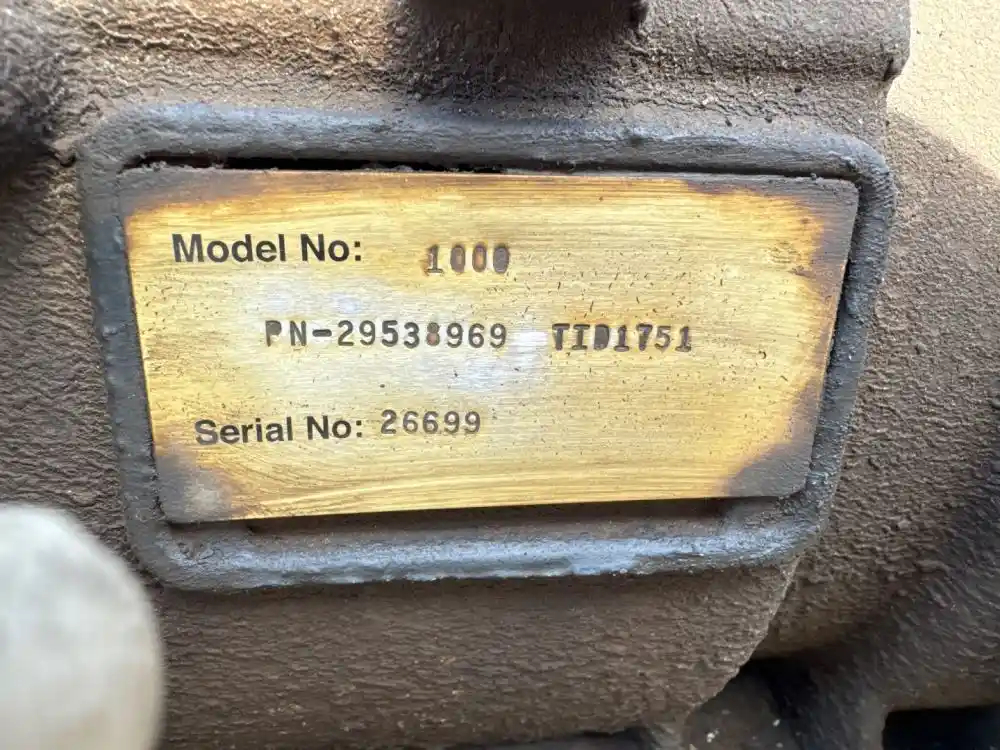 Model No: 1000
PN-29538969 TID1751
Serial No: 26699